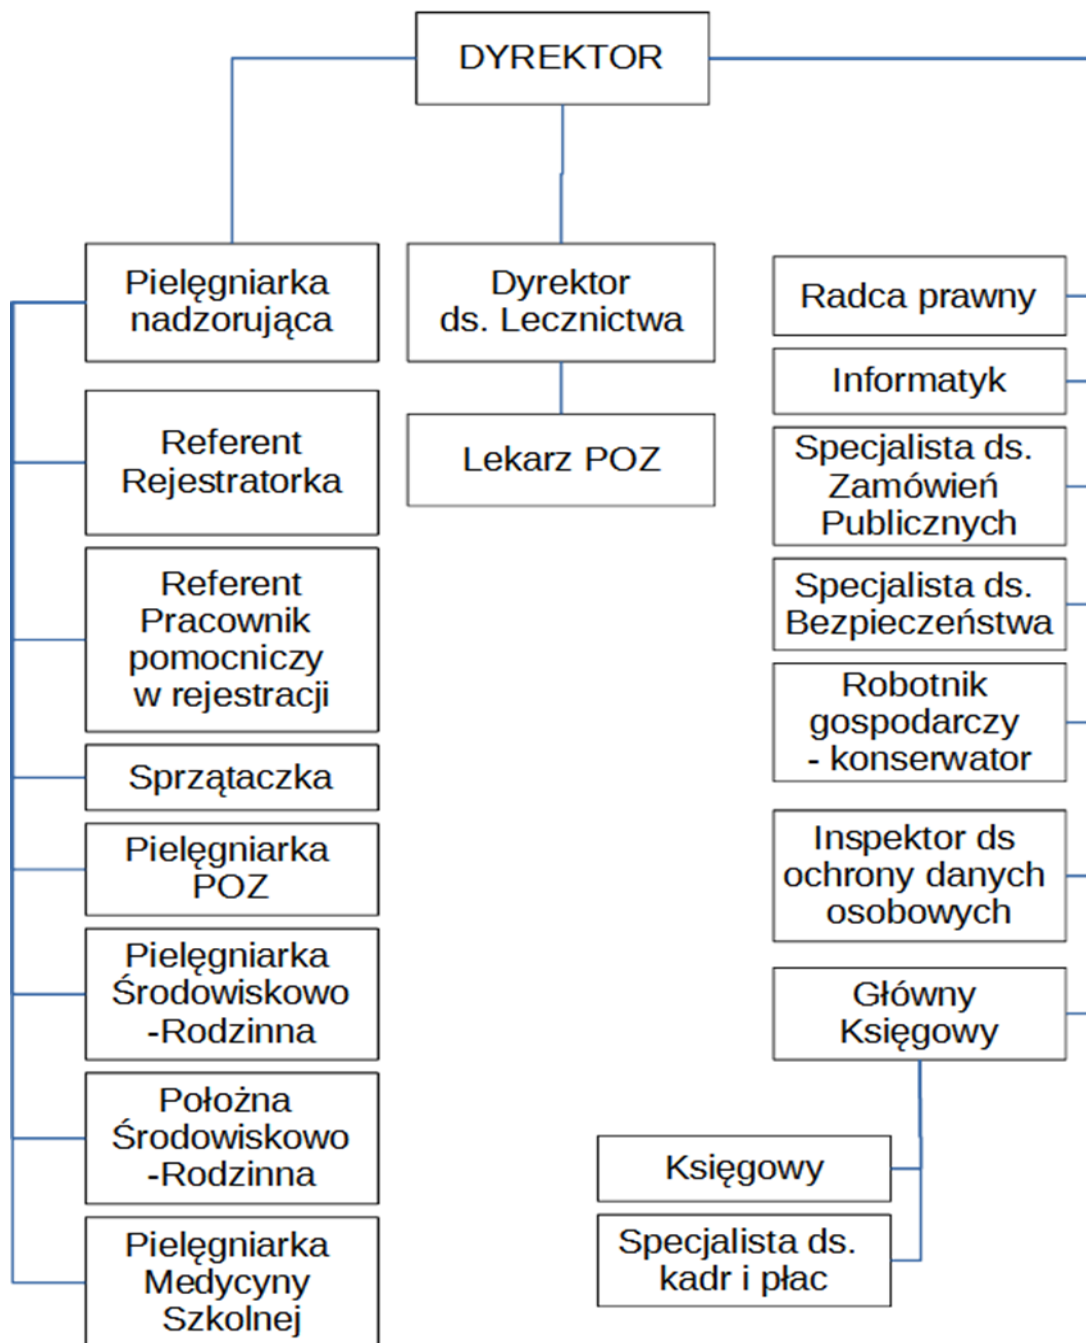 DYREKTOR
Pielęgniarka
nadzorująca
Referent
Rejestratorka
Referent
Pracownik
pomocniczy
w rejestracji
Sprzątaczka
Pielęgniarka
POZ
Pielęgniarka
Środowiskowo
-Rodzinna
Położna
Środowiskowo
-Rodzinna
Pielęgniarka
Medycyny
Szkolnej
Dyrektor
ds. Lecznictwa
Lekarz POZ
Radca prawny
Informatyk
Specjalista ds.
Zamówień
Publicznych
Specjalista ds.
Bezpieczeństwa
Robotnik
gospodarczy
- konserwator
Inspektor ds
ochrony danych
osobowych
Główny
Księgowy
Księgowy
Specjalista ds.
kadr i płac